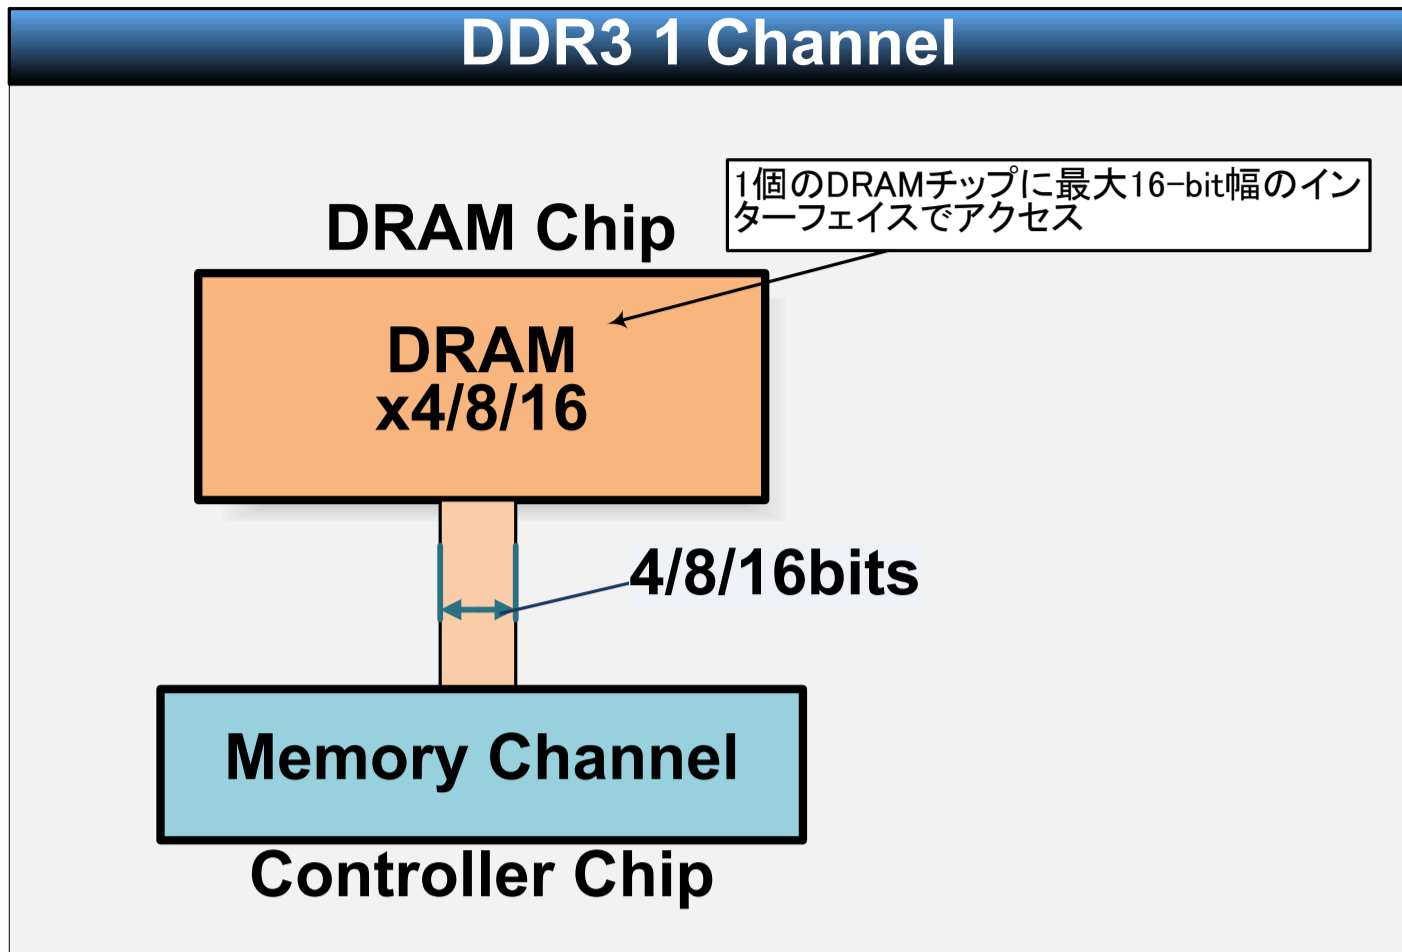 DDR3 1 Channel
1個のDRAMチップに最大16-bit幅のイン
ターフェイスでアクセス
DRAM Chip
DRAM
x4/8/16
4/8/16bits
Memory Channel
Controller Chip